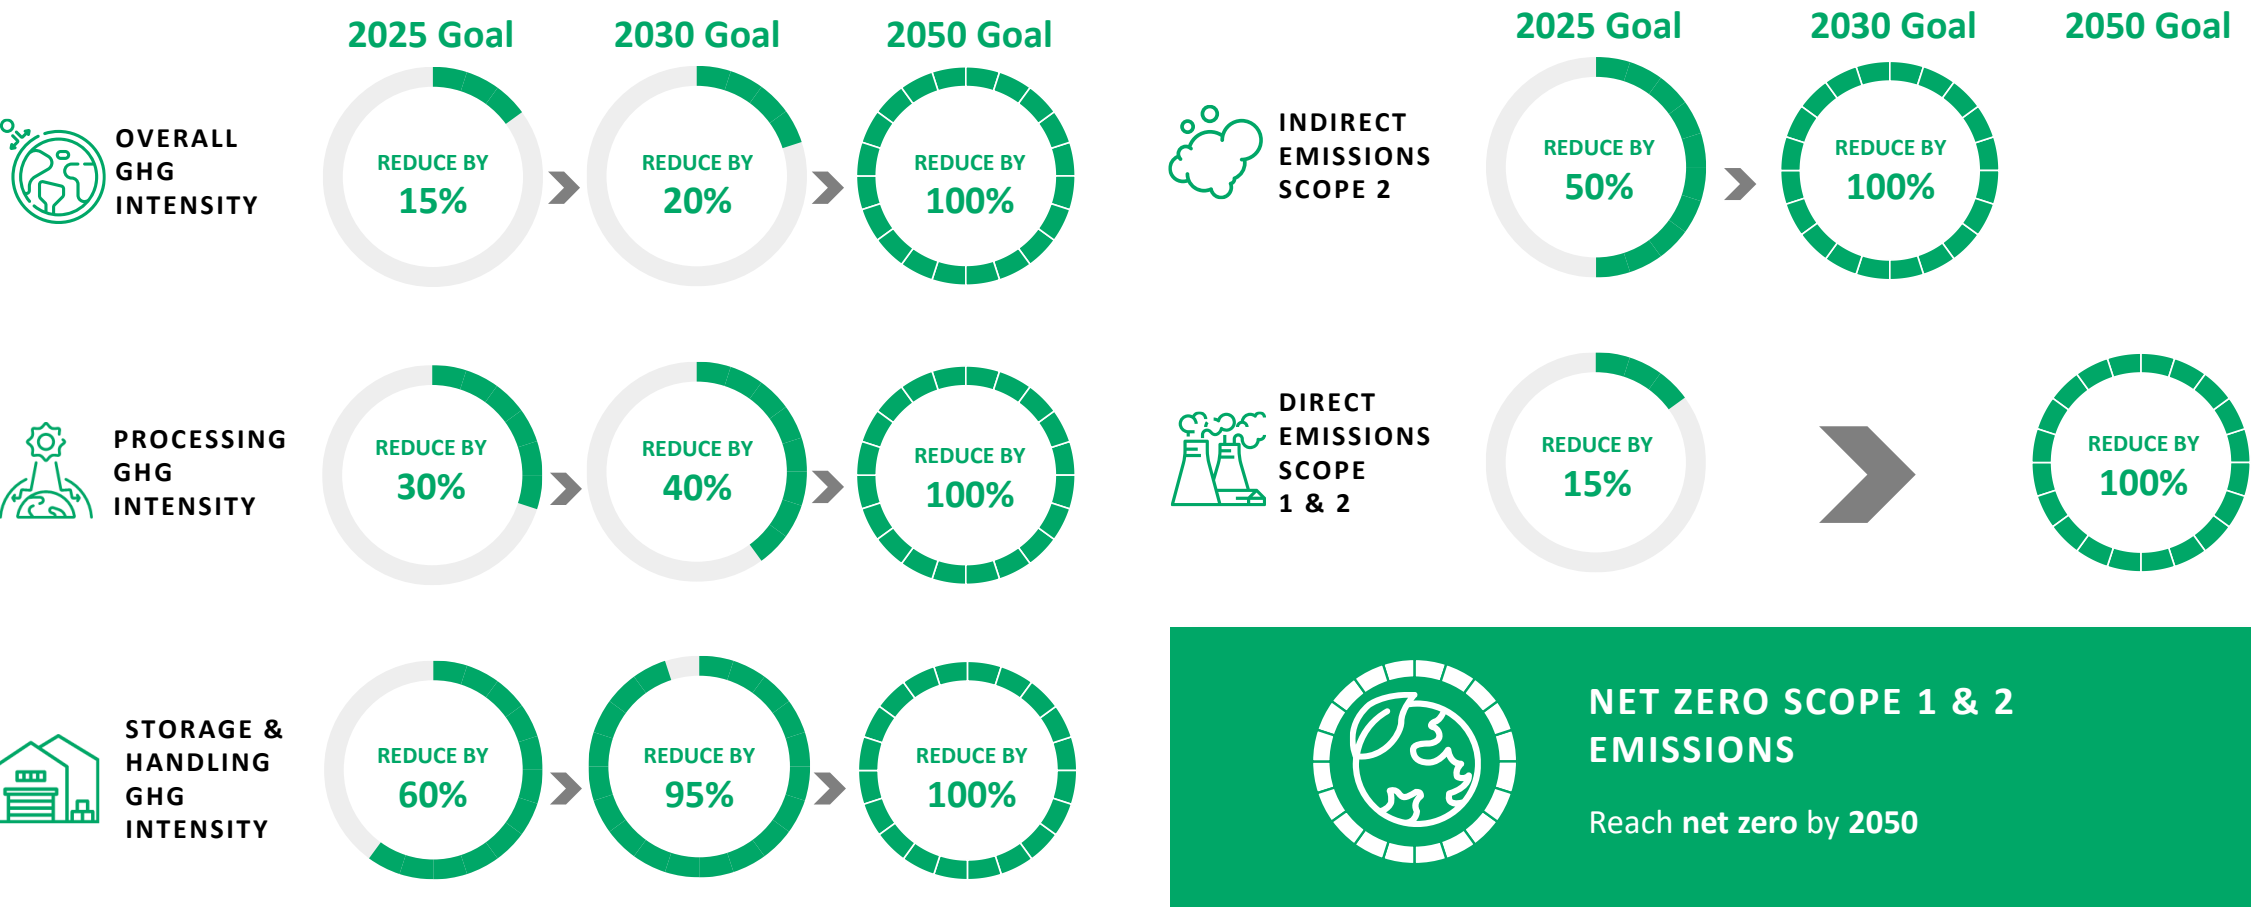 2025 Goal
2030 Goal
2050 Goal
OVERALL
GHG
INTENSITY
REDUCE BY
15%
REDUCE BY
20%
REDUCE BY
100%
PROCESSING
GHG
INTENSITY
REDUCE BY
30%
REDUCE BY
40%
REDUCE BY
100%
STORAGE &
HANDLING
GHG
INTENSITY
REDUCE BY
60%
REDUCE BY
95%
REDUCE BY
100%
2025 Goal
2030 Goal
2050 Goal
INDIRECT
EMISSIONS
SCOPE 2
REDUCE BY
50%
REDUCE BY
100%
DIRECT
EMISSIONS
SCOPE
1 & 2
REDUCE BY
15%
REDUCE BY
100%
NET ZERO SCOPE 1 & 2
EMISSIONS
Reach net zero by 2050